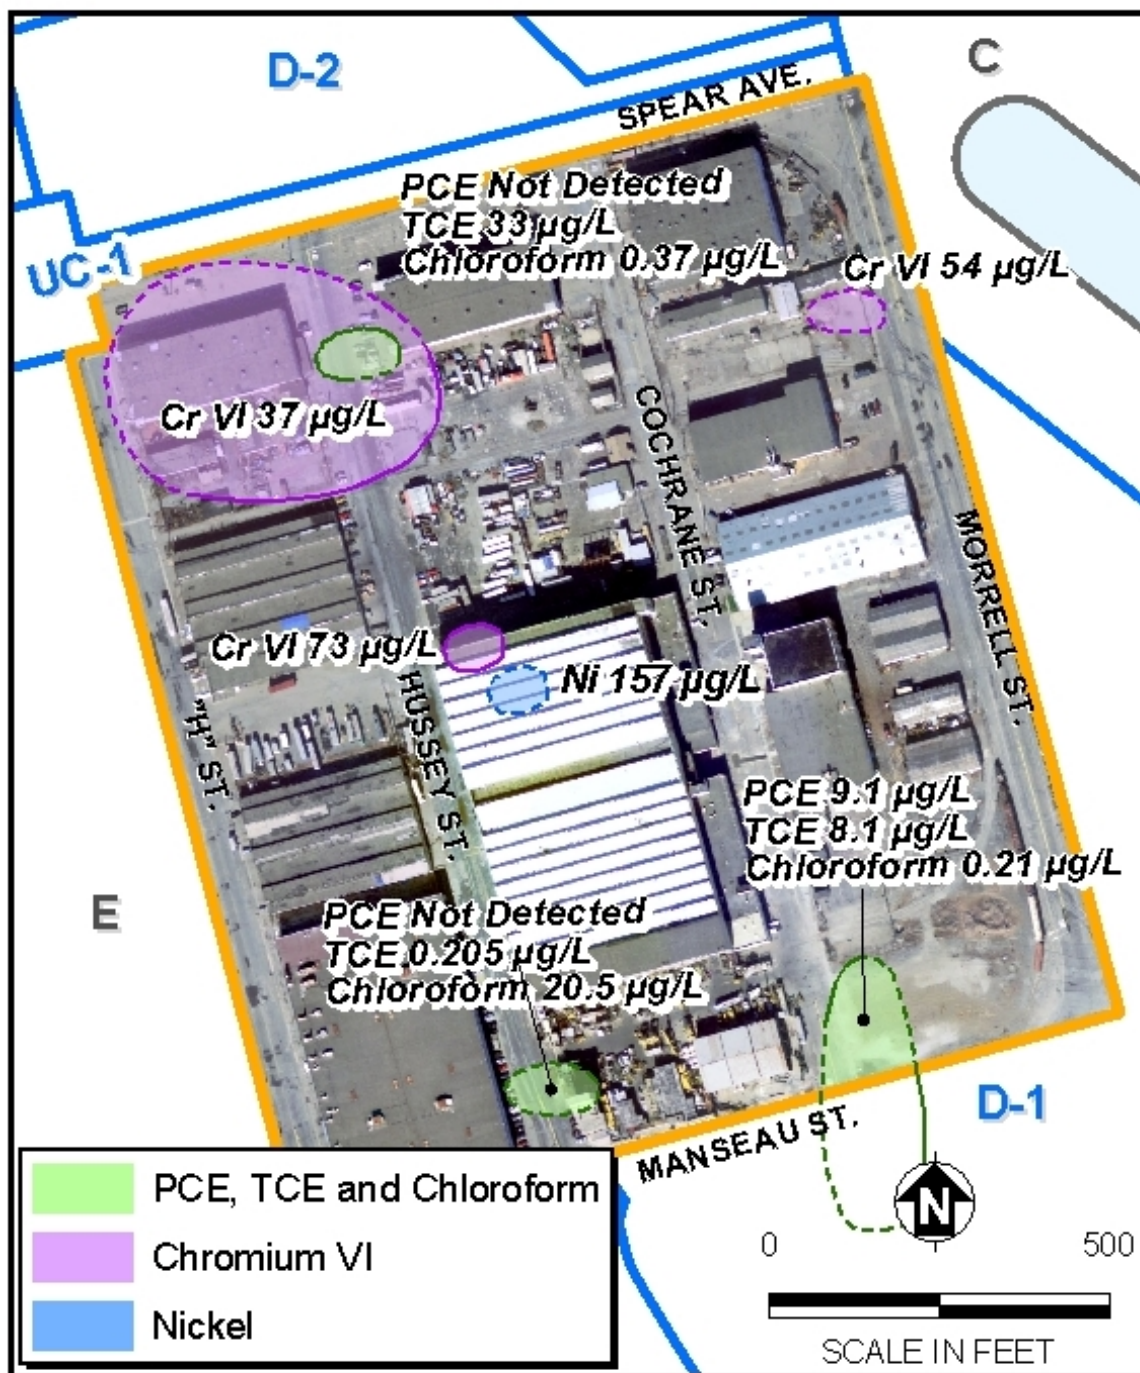 D-2
C
SPEAR AVE.
PCE Not Detected
TCE 33 µg/L
Chloroform 0.37 µg/L
UC-1
Cr VI 54 µg/L
Cr VI 37 µg/L
COCHRANE ST.
MORRELL ST.
Cr VI 73 µg/L
Ni 157 µg/L
"H" ST.
HUSSEY ST.
PCE 9.1 µg/L
TCE 8.1 µg/L
Chloroform 0.21 µg/L
E
PCE Not Detected
TCE 0.205 µg/L
Chloroform 20.5 µg/L
D-1
MANSEAU ST.
PCE, TCE and Chloroform
Chromium VI
Nickel
N
0 500
SCALE IN FEET